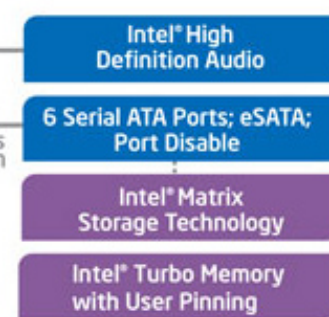 Intel® High
Definition Audio
6 Serial ATA Ports; eSATA;
Port Disable
Intel® Matrix
Storage Technology
Intel® Turbo Memory
with User Pinning